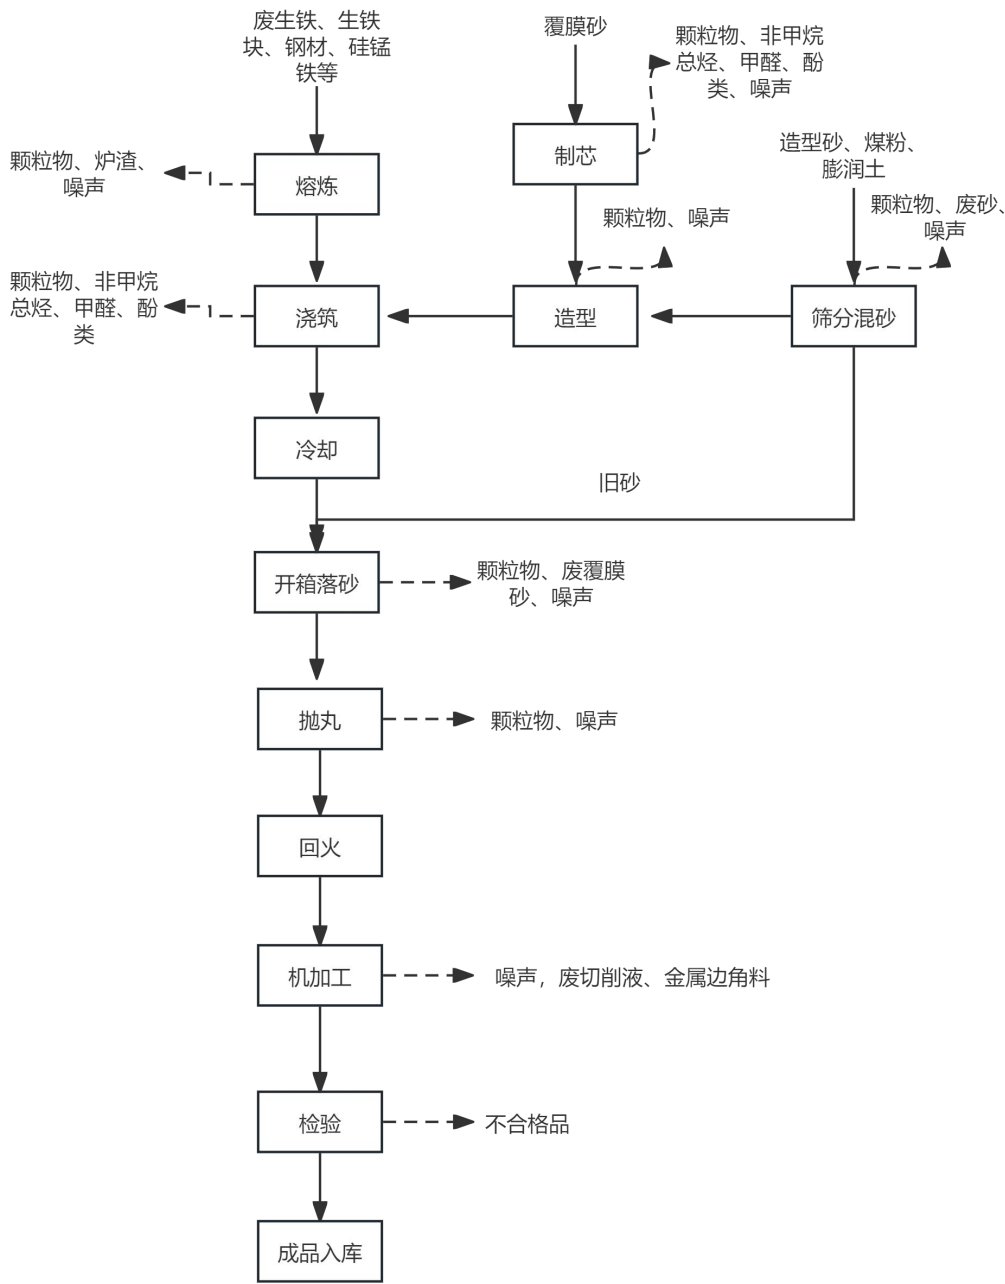 废生铁、生铁
块、钢材、硅锰
铁等
覆膜砂
颗粒物、非甲烷
总烃、甲醛、酚
类、噪声
造型砂、煤粉、
膨润土
颗粒物、炉渣、
噪声
熔炼
制芯
颗粒物、噪声
颗粒物、废砂、
噪声
颗粒物、非甲烷
总烃、甲醛、酚
类
浇筑
造型
筛分混砂
冷却
旧砂
开箱落砂
颗粒物、废覆膜
砂、噪声
抛丸
颗粒物、噪声
回火
机加工
噪声，废切削液、金属边角料
检验
不合格品
成品入库